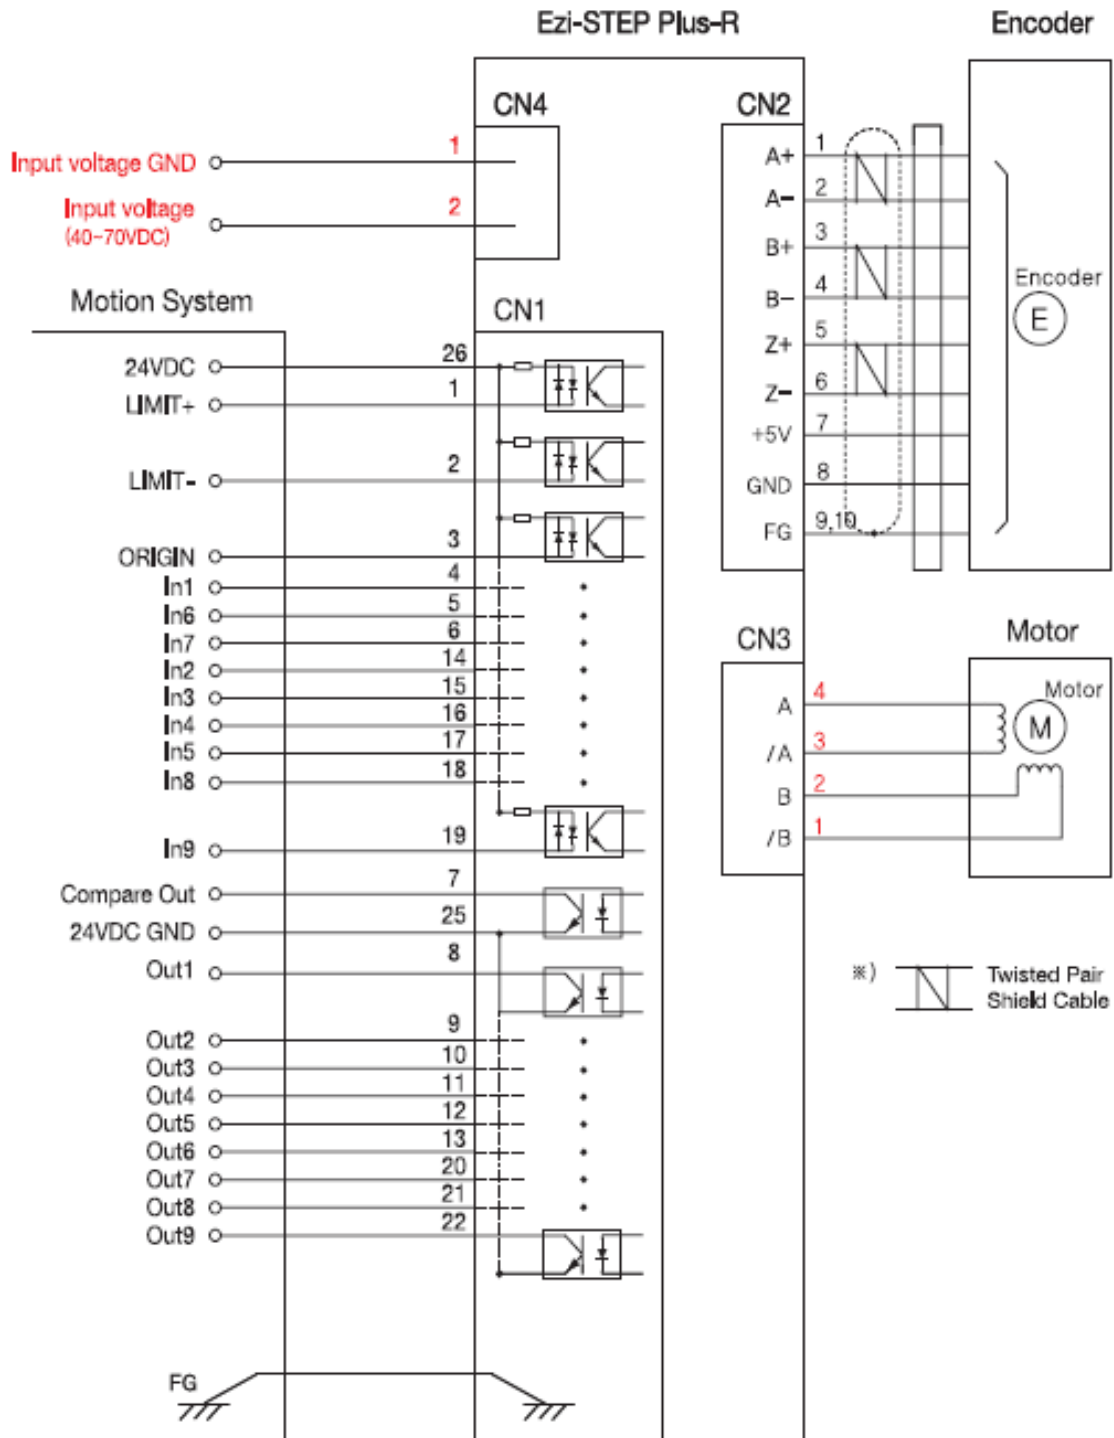 Ezi-STEP Plus-R
Encoder
CN4
1
Input voltage GND
2
Input voltage
(40-70VDC)
Motion System
CN1
24VDC
26
LIMIT+
1
LIMIT-
2
ORIGIN
3
In1
4
In6
5
In7
6
In2
14
In3
15
In4
16
In5
17
In8
18
In9
19
Compare Out
7
24VDC GND
25
Out1
8
Out2
9
Out3
10
Out4
11
Out5
12
Out6
13
Out7
20
Out8
21
Out9
22
FG
CN2
A+
1
A-
2
B+
3
B-
4
Z+
5
Z-
6
+5V
7
GND
8
FG
9,10
Encoder
E
CN3
Motor
A
4
/A
3
B
2
/B
1
Motor
M
※)
Twisted Pair
Shield Cable